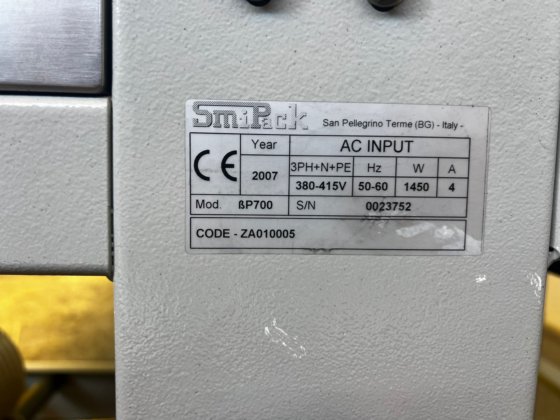 SmiPack San Pellegrino Terme (BG) - Italy -
Year AC INPUT
CE 2007 3PH+N+PE Hz W A
380-415V 50-60 1450 4
Mod. ßP700 S/N 0023752
CODE - ZA010005